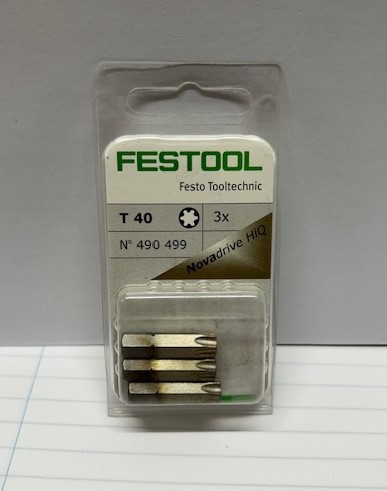 FESTOOL
Festo Tooltechnic
T 40
3x
N° 490 499
Novadrive HiQ